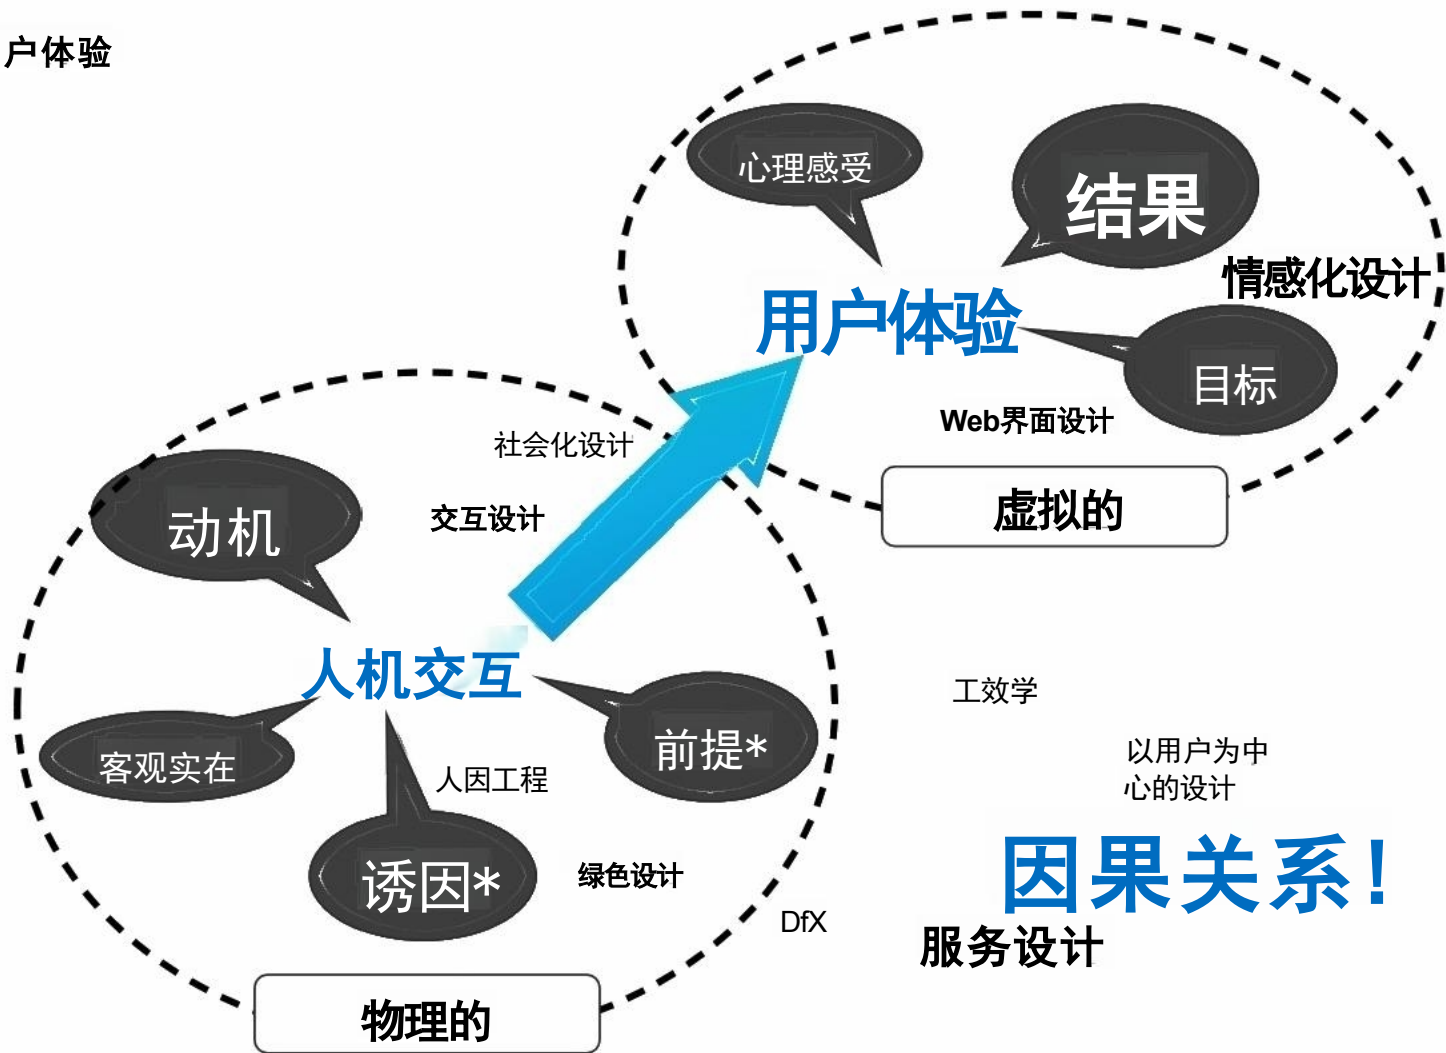 户体验
心理感受
结果
情感化设计
用户体验
目标
Web界面设计
社会化设计
虚拟的
动机
交互设计
人机交互
工效学
前提*
客观实在
人因工程
以用户为中
心的设计
诱因*
绿色设计
因果关系！
DfX
服务设计
物理的